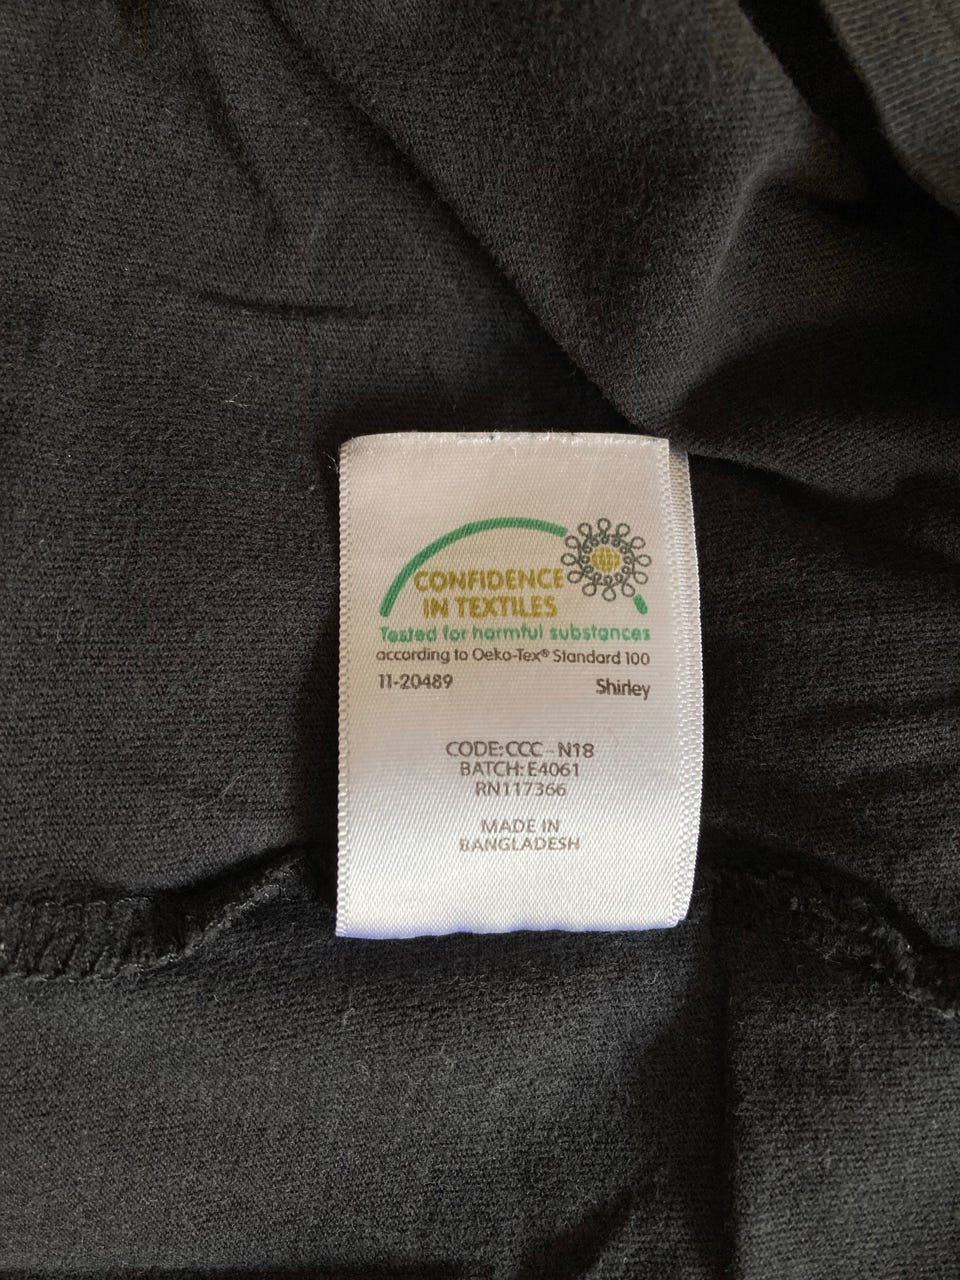 CONFIDENCE
IN TEXTILES
Tested for harmful substances
according to Oeko-Tex® Standard 100
11-20489 Shirley
CODE: CCC - N18
BATCH: E4061
RN117366
MADE IN
BANGLADESH